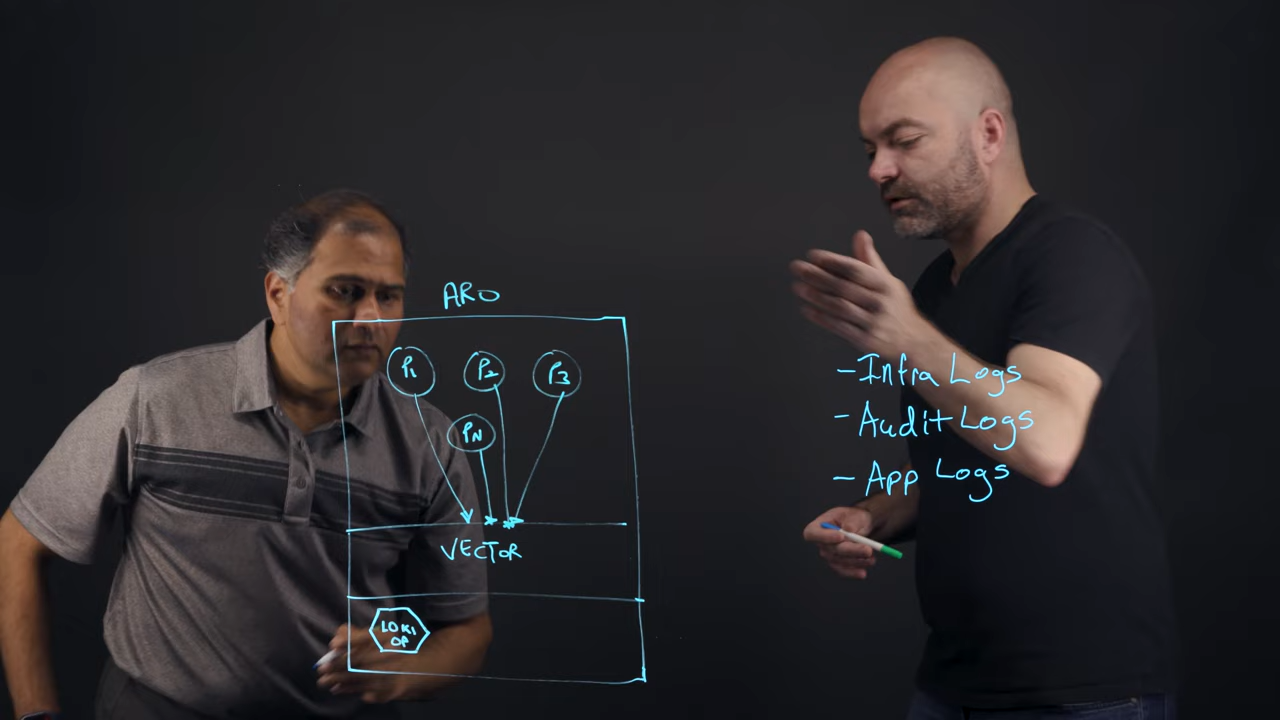 ARO
P1 P2 P3
PN
VECTOR
LOKI
OP
- Infra Logs
- Audit Logs
- App Logs